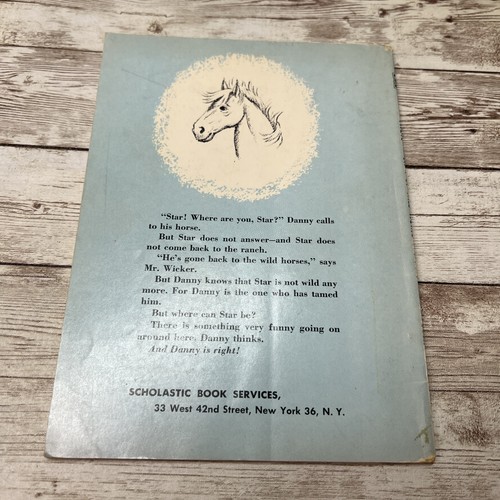 "Star! Where are you, Star?" Danny calls
to his horse.
But Star does not answer—and Star does
not come back to the ranch.
"He's gone back to the wild horses," says
Mr. Wicker.
But Danny knows that Star is not wild any
more. For Danny is the one who has tamed
him.
But where can Star be?
There is something very funny going on
around here, Danny thinks.
And Danny is right!
SCHOLASTIC BOOK SERVICES,
33 West 42nd Street, New York 36, N. Y.